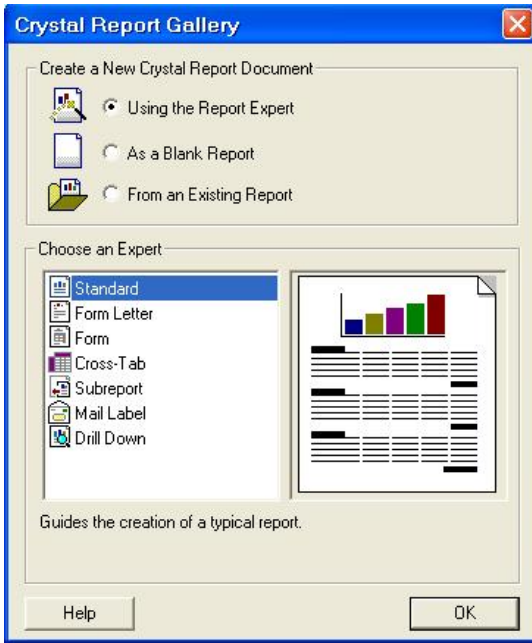 Crystal Report Gallery
Create a New Crystal Report Document
Using the Report Expert
As a Blank Report
From an Existing Report
Choose an Expert
Standard
Form Letter
Form
Cross-Tab
Subreport
Mail Label
Drill Down
Guides the creation of a typical report.
Help
OK